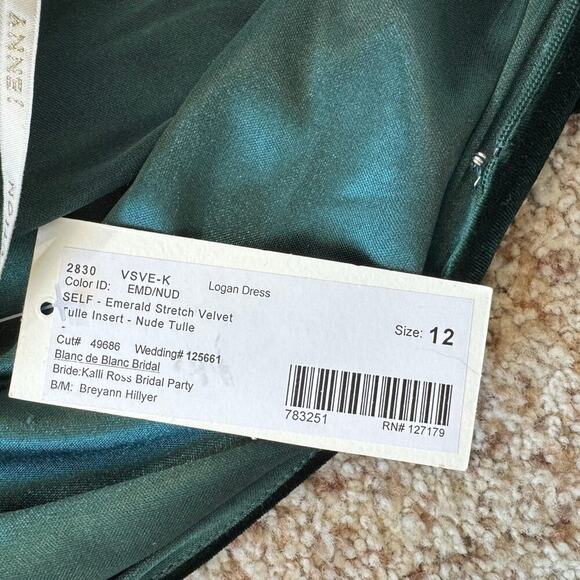 ANNE
2830 VSVE-K Logan Dress
Color ID: EMD/NUD
SELF - Emerald Stretch Velvet
Tulle Insert - Nude Tulle
-
Size: 12
Cut# 49686 Wedding# 125661
Blanc de Blanc Bridal
Bride:Kalli Ross Bridal Party
B/M: Breyann Hillyer
783251
RN# 127179